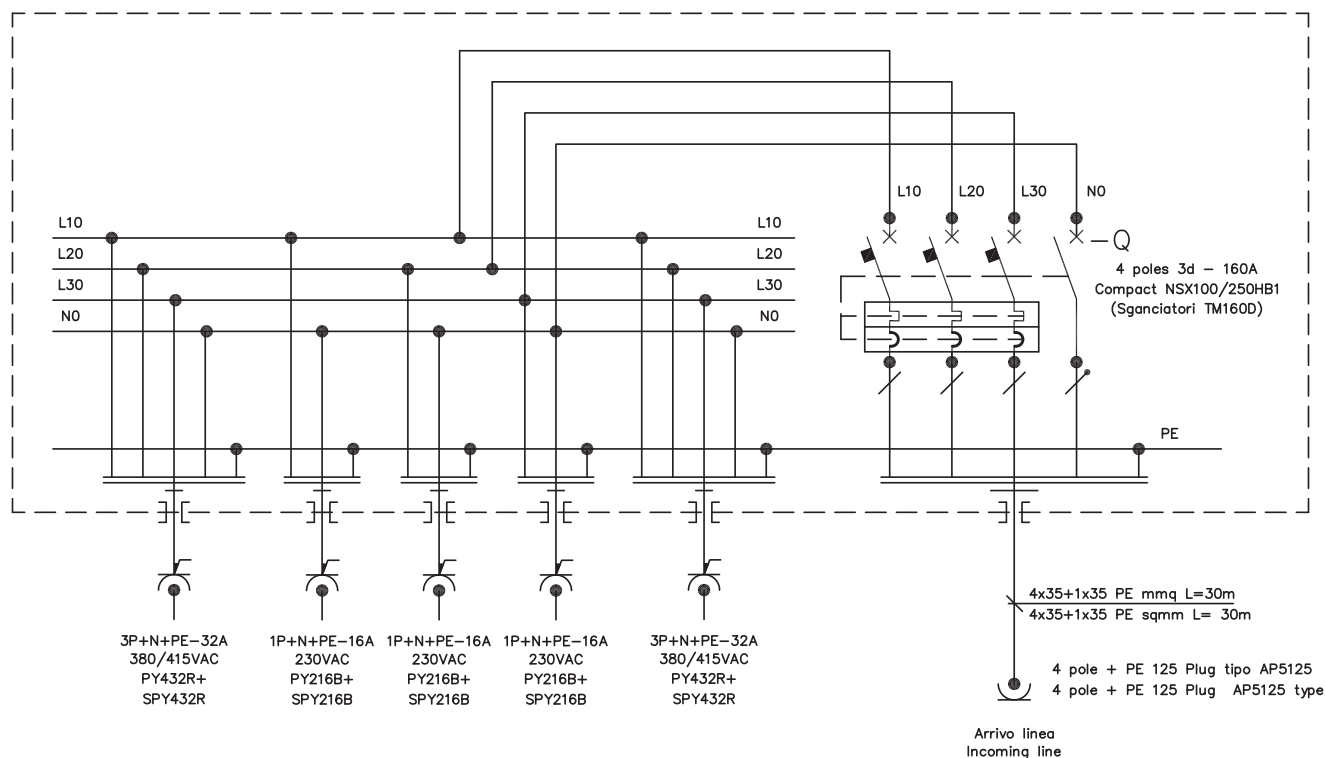 L10
L20
L30
N0
L10
L20
L30
N0
L10
L20
L30
N0
Q
4 poles 3d - 160A
Compact NSX100/250HB1
(Sganciatori TM160D)
PE
3P+N+PE-32A
380/415VAC
PY432R+
SPY432R
1P+N+PE-16A
230VAC
PY216B+
SPY216B
1P+N+PE-16A
230VAC
PY216B+
SPY216B
1P+N+PE-16A
230VAC
PY216B+
SPY216B
3P+N+PE-32A
380/415VAC
PY432R+
SPY432R
4x35+1x35 PE mmq L=30m
4x35+1x35 PE sqmm L= 30m
4 pole + PE 125 Plug tipo AP5125
4 pole + PE 125 Plug AP5125 type
Arrivo linea
Incoming line